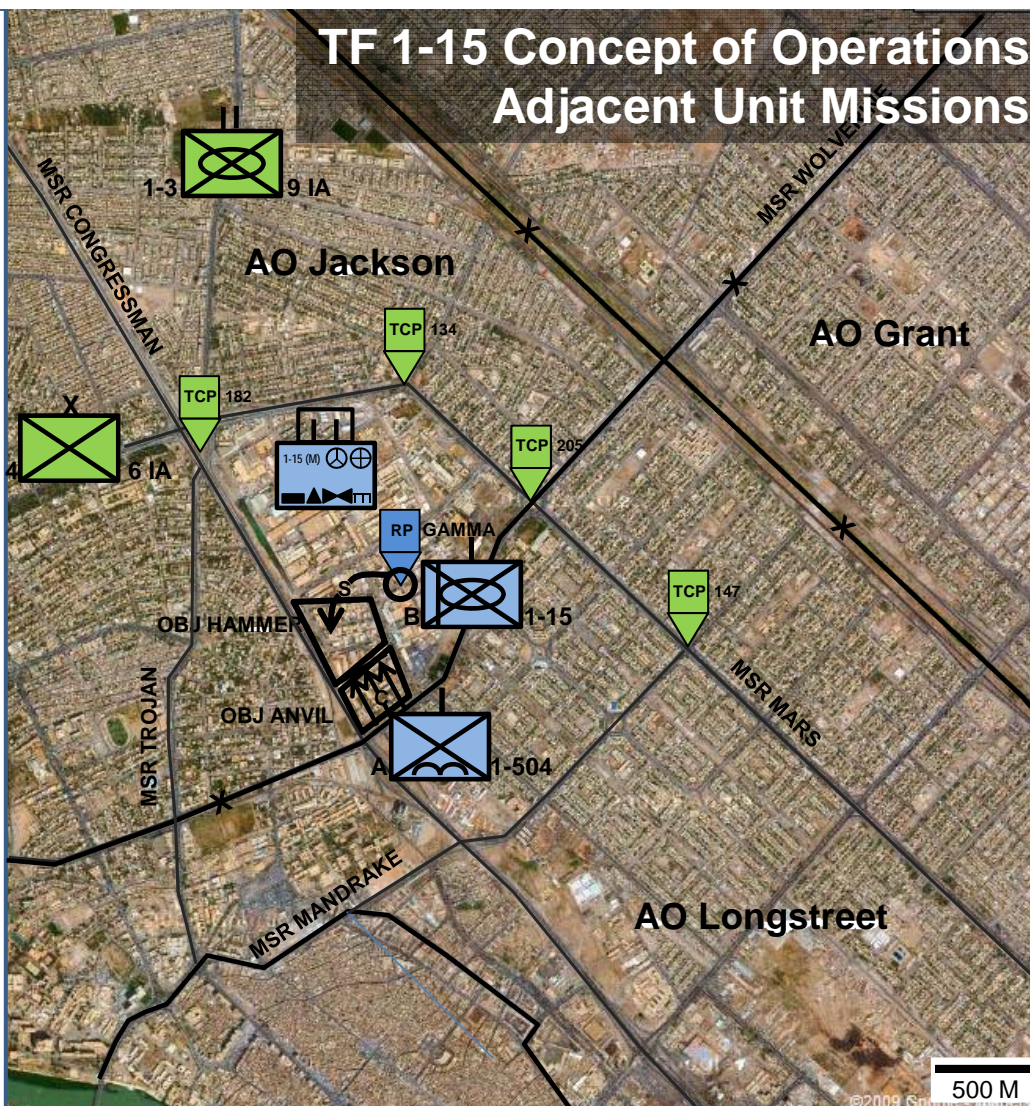 TF 1-15 Concept of Operations
Adjacent Unit Missions
MSR WOLVERINE
1-3 9 IA
MSR CONGRESSMAN
AO Jackson
AO Grant
TCP 134
TCP 182
X
4 6 IA
TCP 205
1-15 (M)
RP GAMMA
S
B 1-15
TCP 147
OBJ HAMMER
C
OBJ ANVIL
MSR TROJAN
MSR MARS
A 1-504
MSR MANDRAKE
AO Longstreet
500 M
©2009